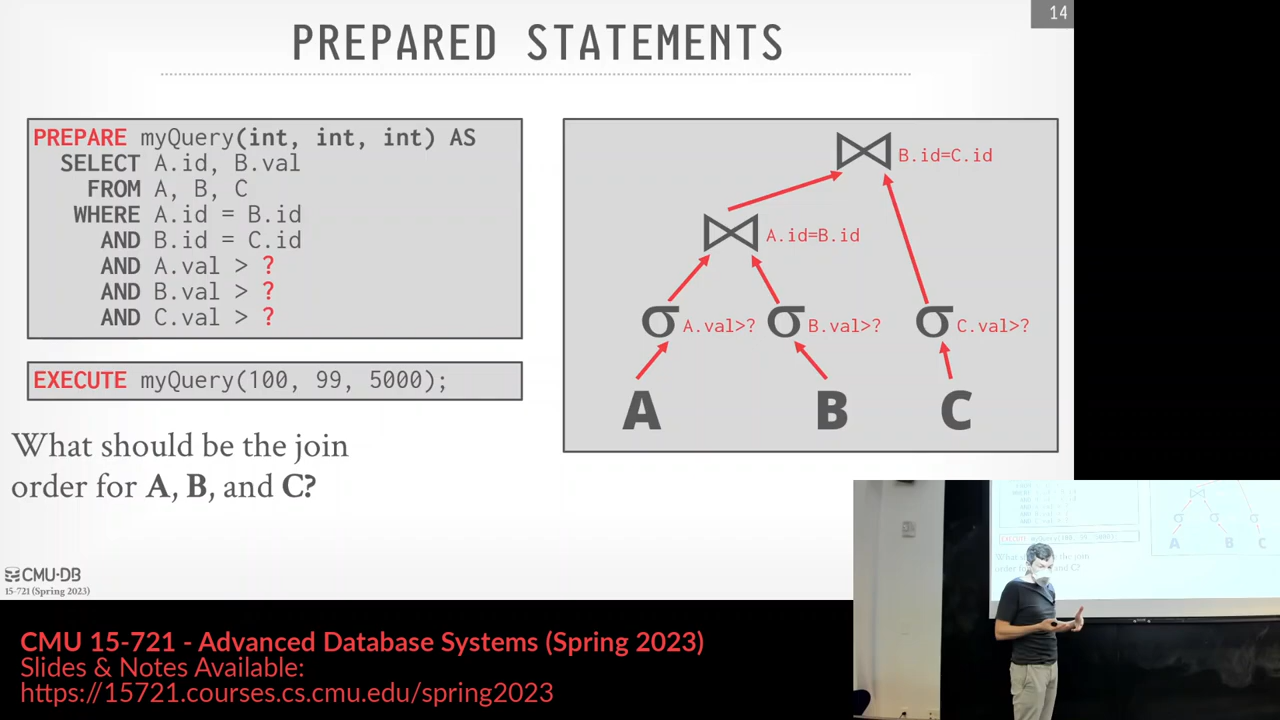 14
PREPARED STATEMENTS
PREPARE myQuery(int, int, int) AS
SELECT A.id, B.val
FROM A, B, C
WHERE A.id = B.id
AND B.id = C.id
AND A.val > ?
AND B.val > ?
AND C.val > ?
EXECUTE myQuery(100, 99, 5000);
What should be the join
order for A, B, and C?
B.id=C.id
A.id=B.id
σ A.val>? σ B.val>? σ C.val>?
A B C
CMU·DB
15-721 (Spring 2023)
CMU 15-721 - Advanced Database Systems (Spring 2023)
Slides & Notes Available:
https://15721.courses.cs.cmu.edu/spring2023
σ σ σ
A B C